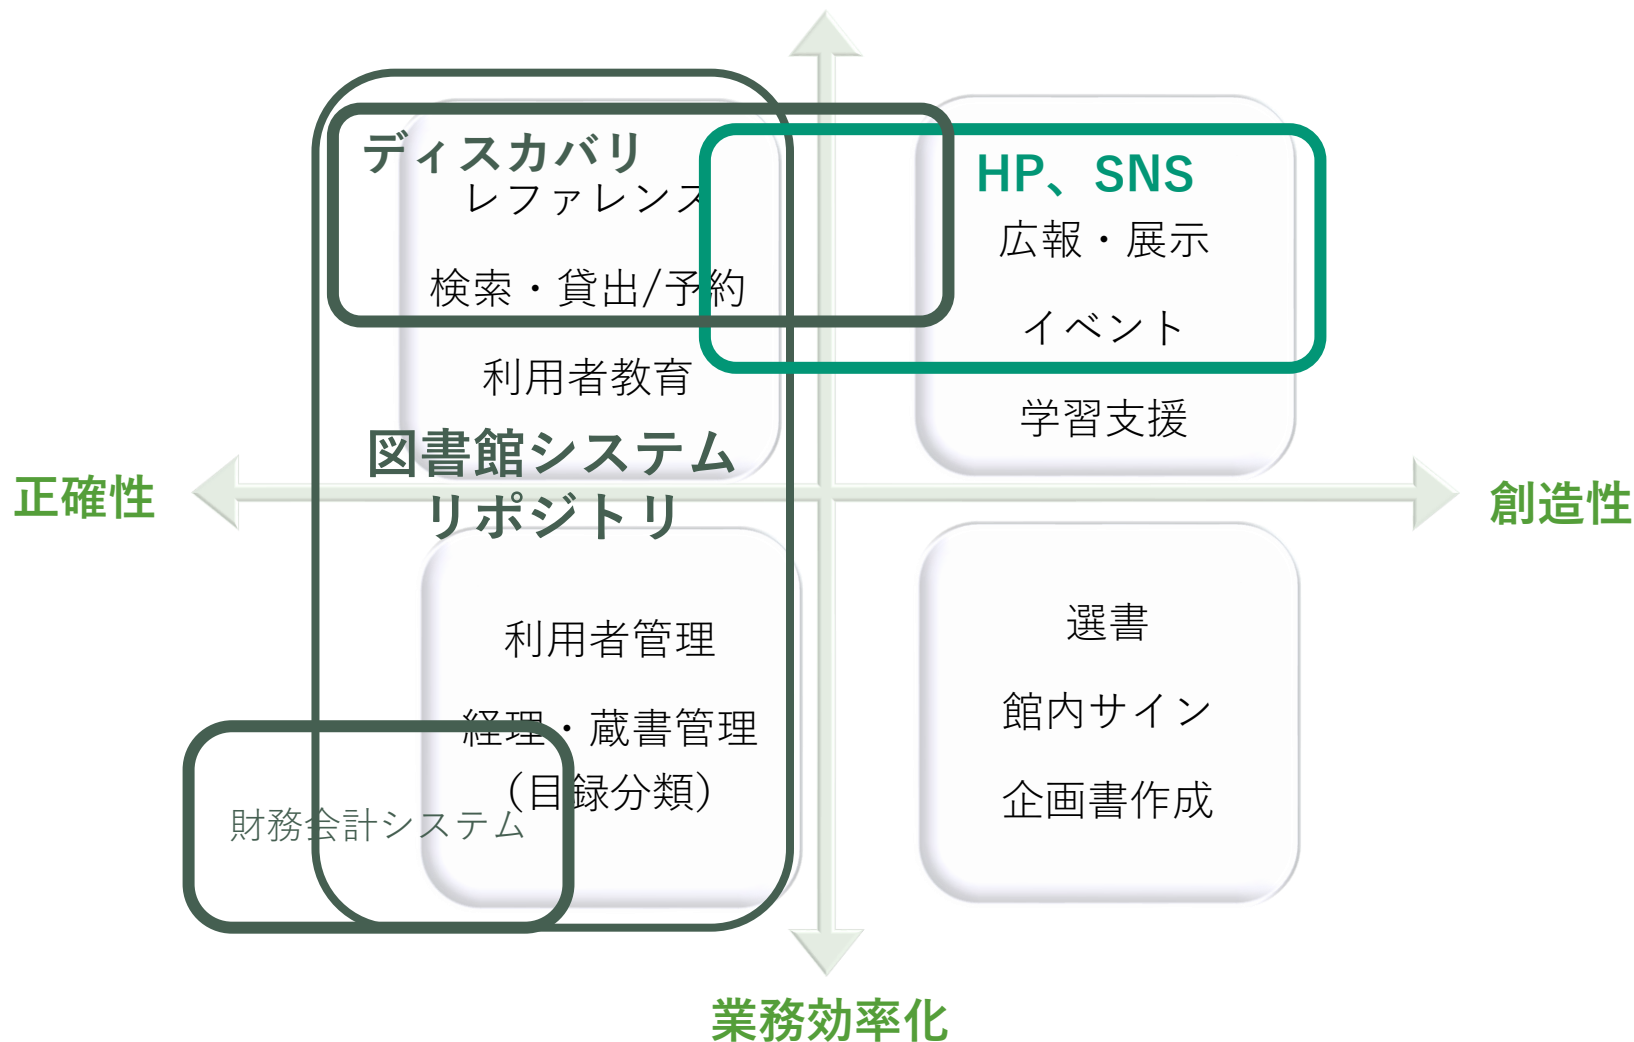 ディスカバリ
レファレンス
検索・貸出/予約
利用者教育
HP、SNS
広報・展示
イベント
学習支援
図書館システム
リポジトリ
正確性
創造性
利用者管理
経理・蔵書管理
（目録分類）
財務会計システム
選書
館内サイン
企画書作成
業務効率化